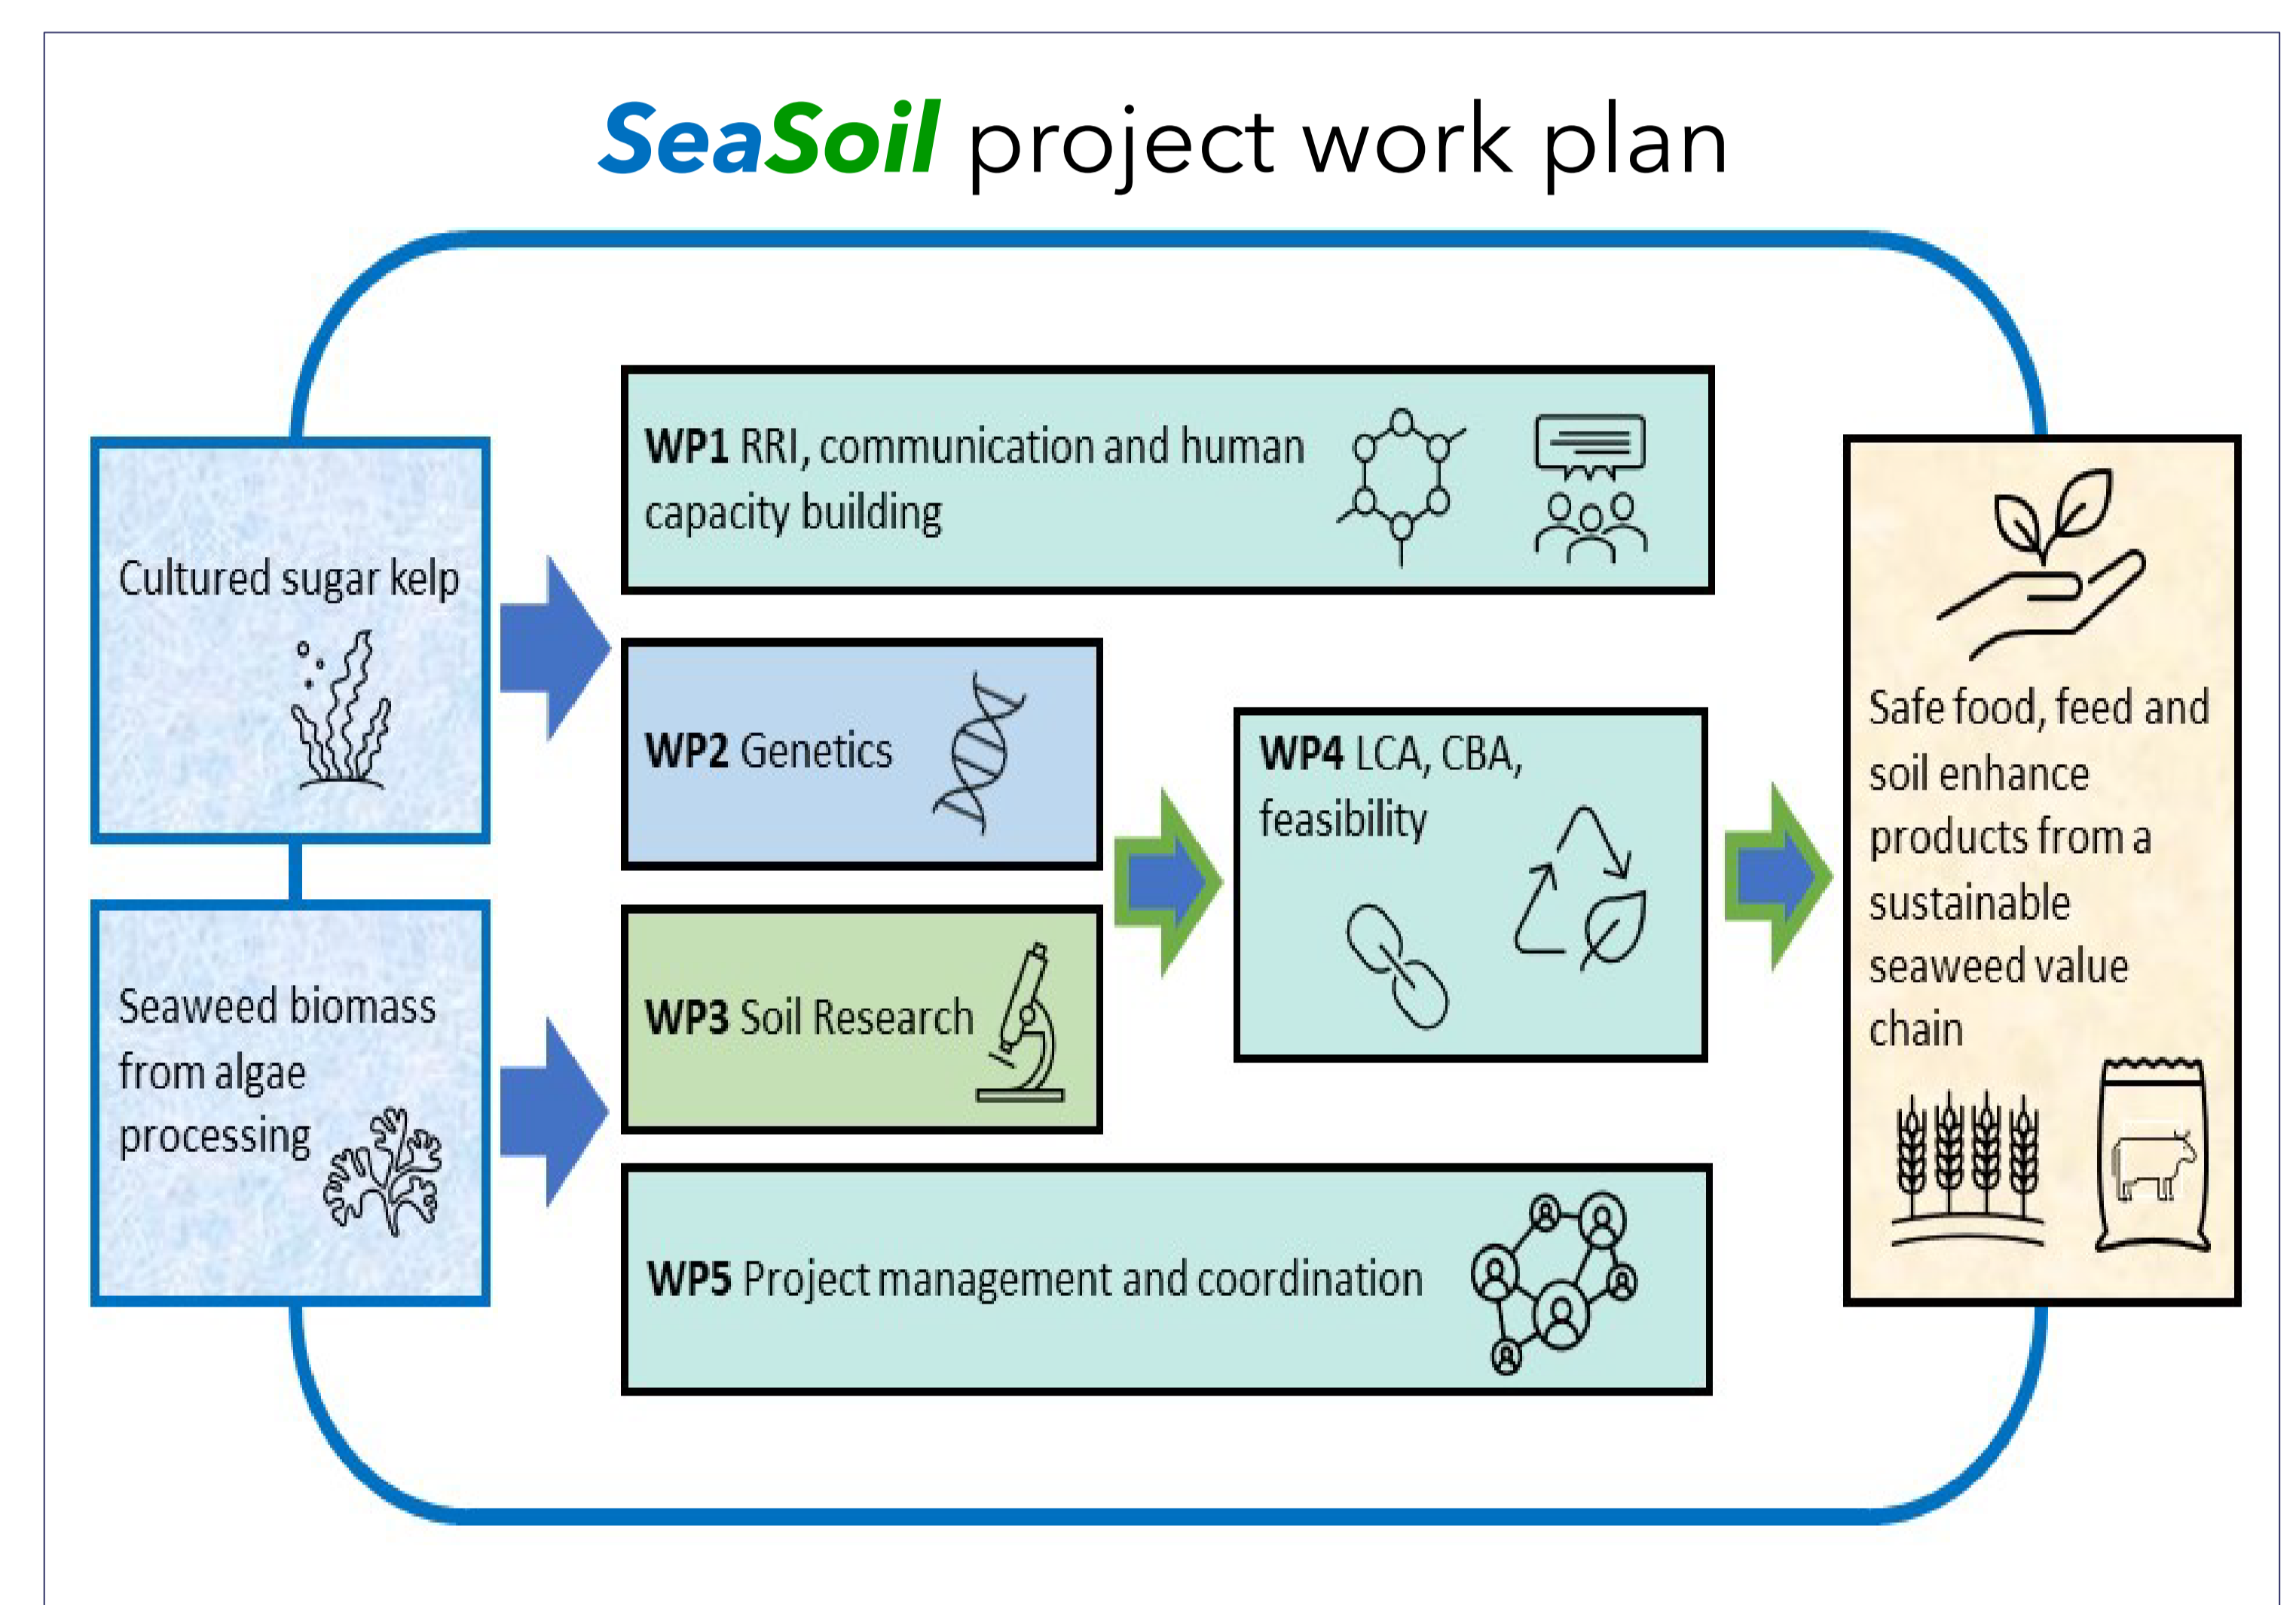 SeaSoil project work plan
Cultured sugar kelp
Seaweed biomass
from algae
processing
WP1 RRI, communication and human
capacity building
WP2 Genetics
WP3 Soil Research
WP4 LCA, CBA,
feasibility
WP5 Project management and coordination
Safe food, feed and
soil enhance
products from a
sustainable
seaweed value
chain